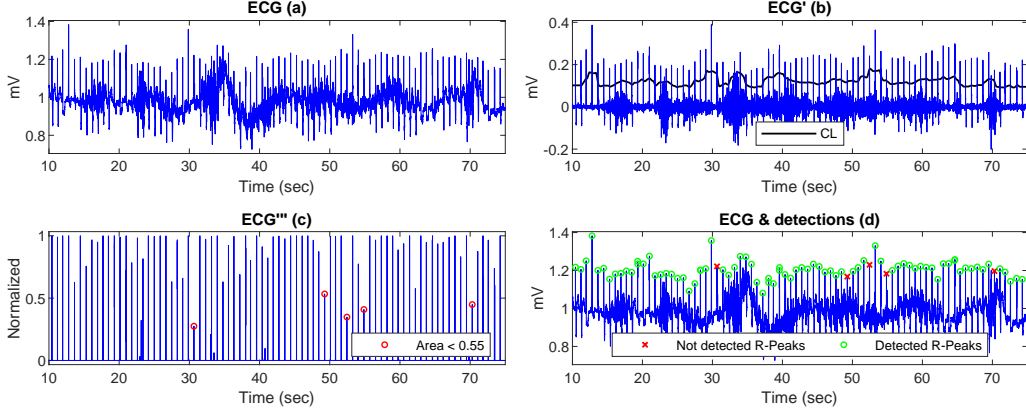 ECG (a)
1.4
1.2
1
0.8
mV
10 20 30 40 50 60 70
Time (sec)
ECG' (b)
0.4
0.2
0
-0.2
mV
CL
10 20 30 40 50 60 70
Time (sec)
ECG''' (c)
1
0.5
0
Normalized
Area < 0.55
10 20 30 40 50 60 70
Time (sec)
ECG & detections (d)
1.4
1.2
1
0.8
mV
Not detected R-Peaks Detected R-Peaks
10 20 30 40 50 60 70
Time (sec)